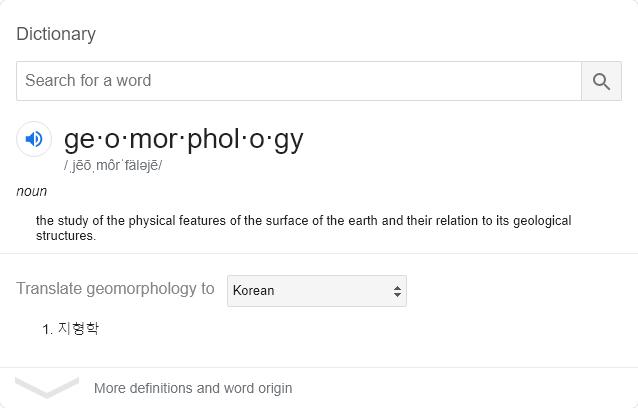 Dictionary
Search for a word
ge·o·mor·phol·o·gy
/ˌjēōˌmôrˈfäləjē/
noun
the study of the physical features of the surface of the earth and their relation to its geological
structures.
Translate geomorphology to Korean
1. 지형학
More definitions and word origin